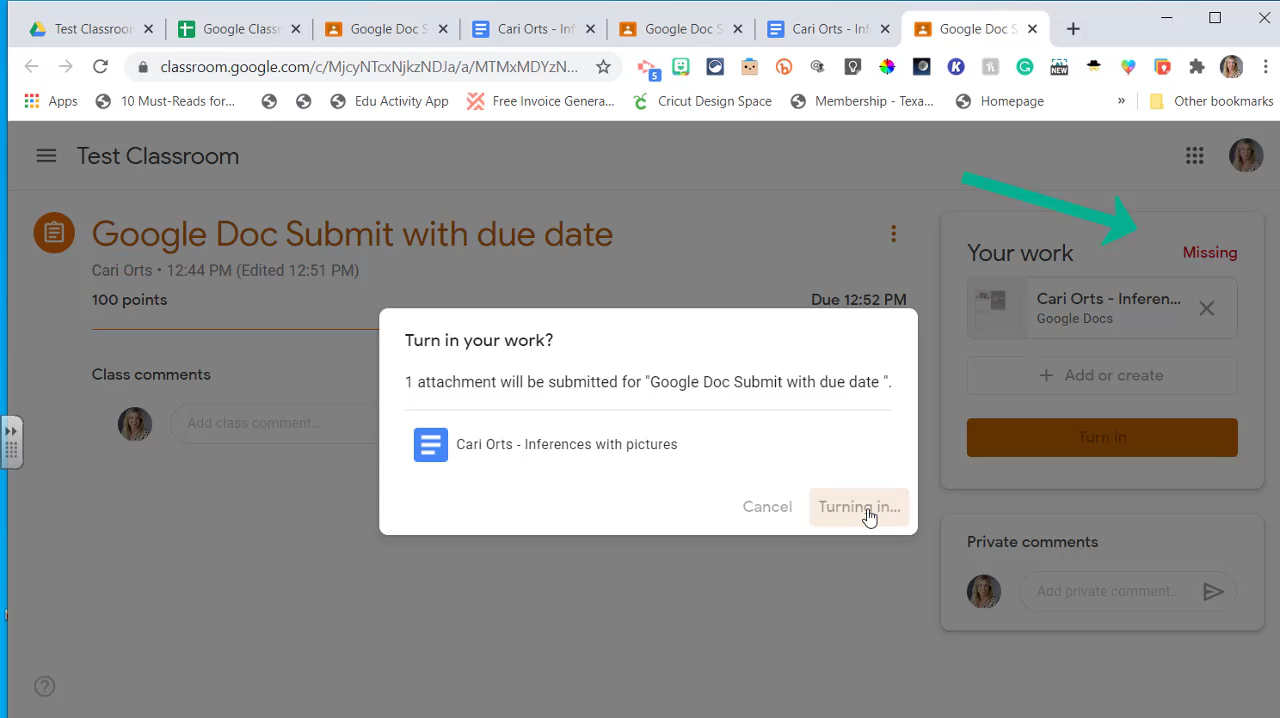 TestClassroom
Google Class
Google Doc S
Cari Orts - Inf
Google Doc S
Cari Orts - Inf
Google Doc S
classroom.google.com/c/MjcvNTcxNjkzNDJa/a/MTMxMDYzN...
5
NEW
Apps
10 Must-Reads for...
Edu Activity App
Free Invoice Genera...
Cricut Design Space
Membership - Texa...
Homepage
»
Other bookmarks
Test Classroom
Google Doc Submit with due date
Cari Orts • 12:44 PM (Edited 12:51 PM)
100 points
Due 12:52 PM
Class comments
Add class comment...
Turn in your work?
1 attachment will be submitted for "Google Doc Submit with due date ".
Cari Orts - Inferences with pictures
Cancel
Turning in...
Your work
Missing
Cari Orts - Inferen...
Google Docs
+ Add or create
Turn in
Private comments
Add private comment...